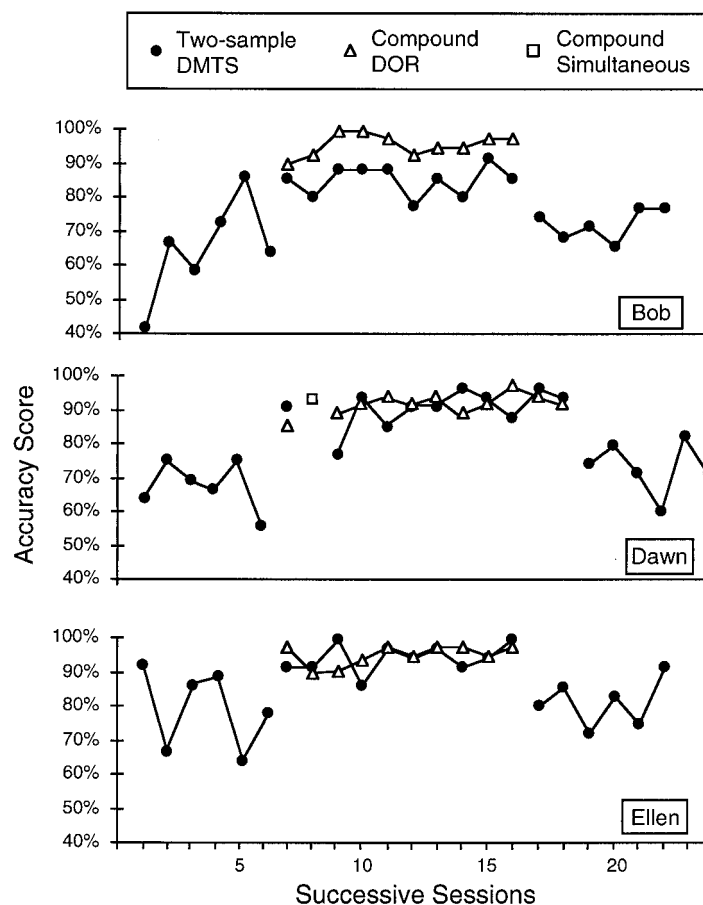 Two-sample DMTS
Compound DOR
Compound Simultaneous
100%
90%
80%
70%
60%
50%
40%
Bob
100%
90%
80%
70%
60%
50%
40%
Dawn
100%
90%
80%
70%
60%
50%
40%
Ellen
Accuracy Score
5 10 15 20
Successive Sessions